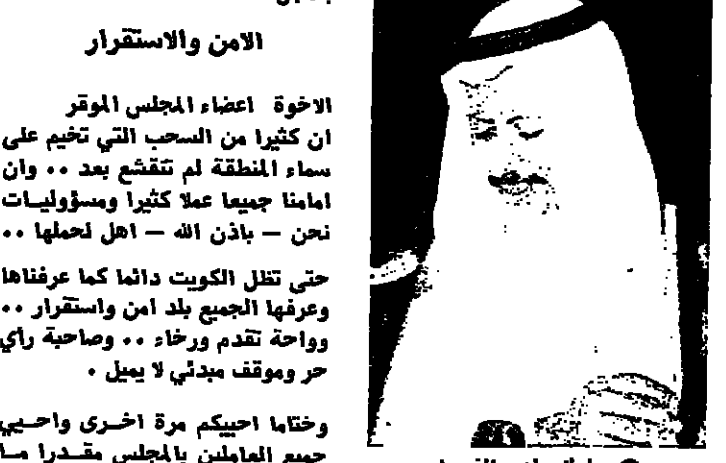 الامن والاستقرار
الاخوة اعضاء المجلس الموقر
ان كثيرا من السحب التي تخيم على
سماء المنطقة لم تنقشع بعد .. وان
امامنا جميعا عملا كثيرا ومسؤوليات
نحن — باذن الله — اهل لحملها ..
حتى تظل الكويت دائما كما عرفناها
وعرفها الجميع بلد امن واستقرار ..
وواحة تقدم ورخاء .. وصاحبة رأي
حر وموقف مبدئي لا يميل .
وختاما احييكم مرة اخرى واحيي
جميع العاملين بالمجلس مقدرا ما